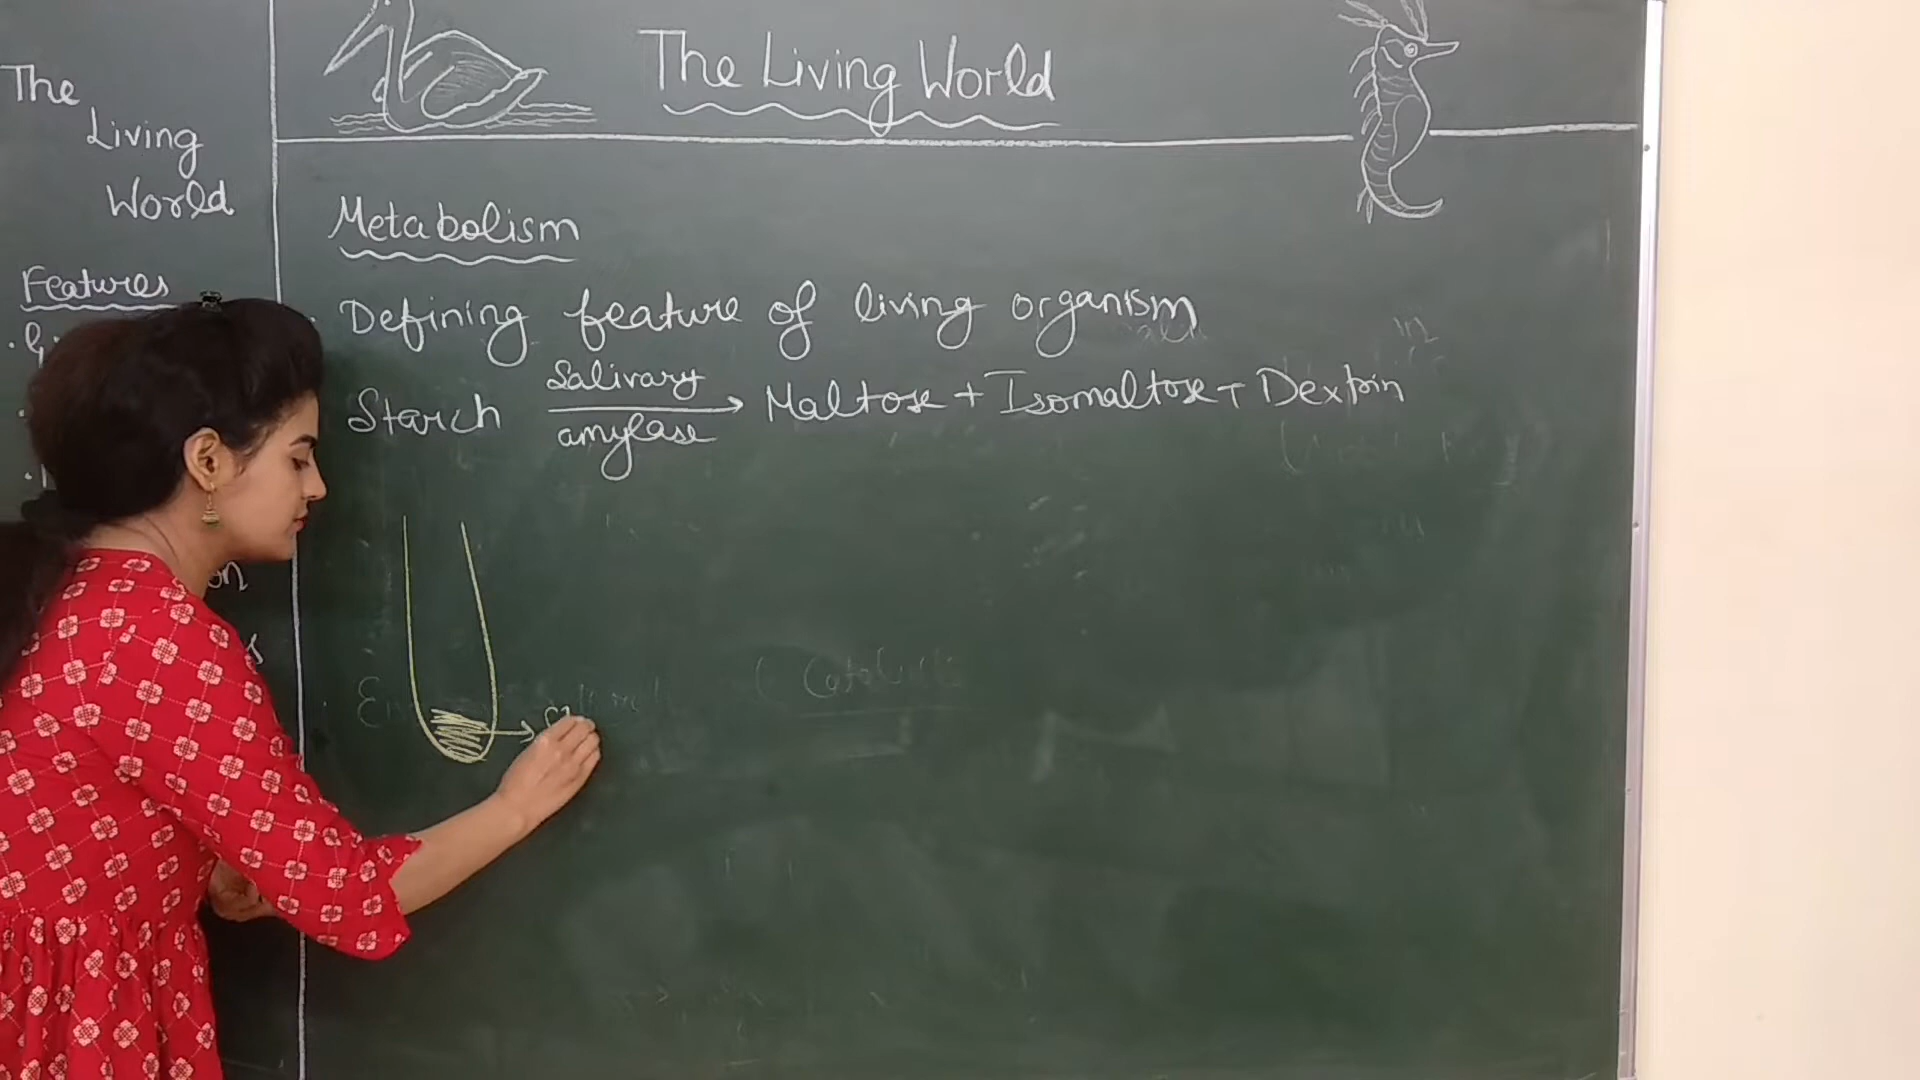 The
Living
World
Features
The Living World
Metabolism
Defining feature of living organism
Starch Salivary amylase → Maltose + Isomaltose + Dextrin